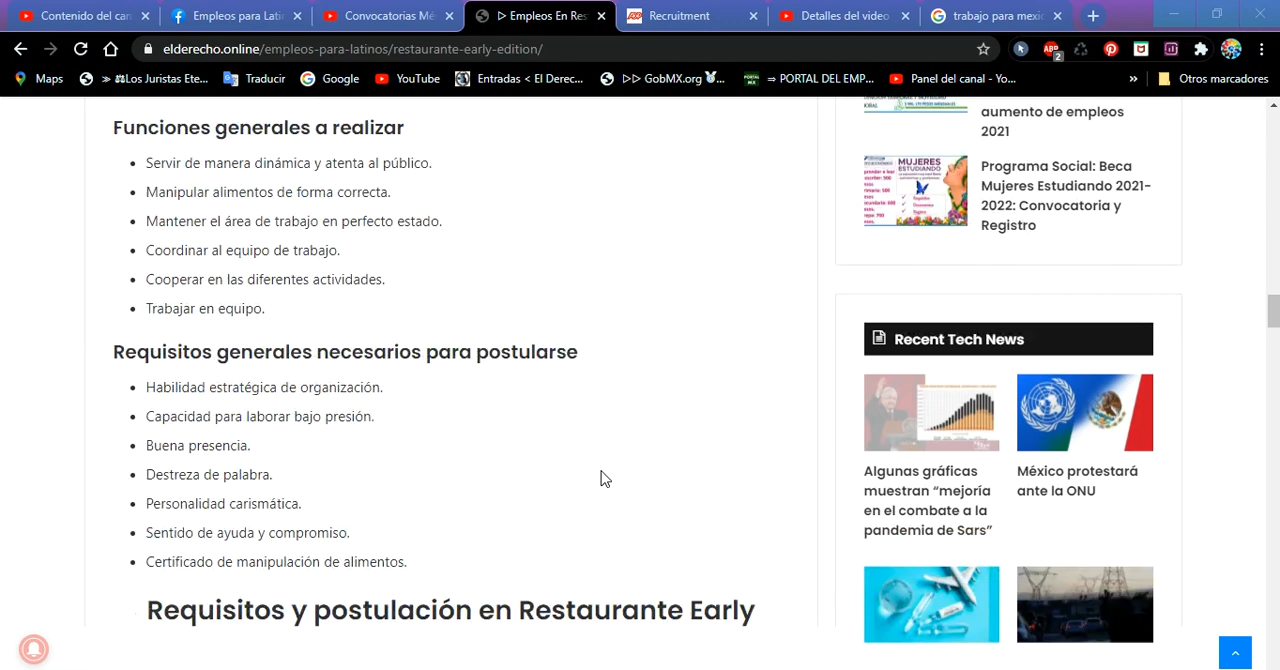 Contenido del can
Empleos para Latin
Convocatorias Mé
▷ Empleos En Res
Recruitment
Detalles del video
trabajo para mexic
elderecho.online/empleos-para-latinos/restaurante-early-edition/
Maps
» ⚖Los Juristas Ete...
Traducir
Google
YouTube
Entradas < El Derec...
▷▷ GobMX.org ...
⇒ PORTAL DEL EMP...
Panel del canal - Yo...
»
Otros marcadores
Funciones generales a realizar
• Servir de manera dinámica y atenta al público.
• Manipular alimentos de forma correcta.
• Mantener área de trabajo en perfecto estado.
• Coordinar al equipo de trabajo.
• Cooperar en las diferentes actividades.
• Trabajar en equipo.
Requisitos generales necesarios para postularse
• Habilidad estratégica de organización.
• Capacidad para laborar bajo presión.
• Buena presencia.
• Destreza de palabra.
• Personalidad carismática.
• Sentido de ayuda y compromiso.
• Certificado de manipulación de alimentos.
Requisitos y postulación en Restaurante Early
aumento de empleos
2021
MUJERES
ESTUDIANDO
Programa Social: Beca
Mujeres Estudiando 2021-
2022: Convocatoria y
Registro
Recent Tech News
Algunas gráficas
muestran “mejoría
en el combate a la
pandemia de Sars”
México protestará
ante la ONU